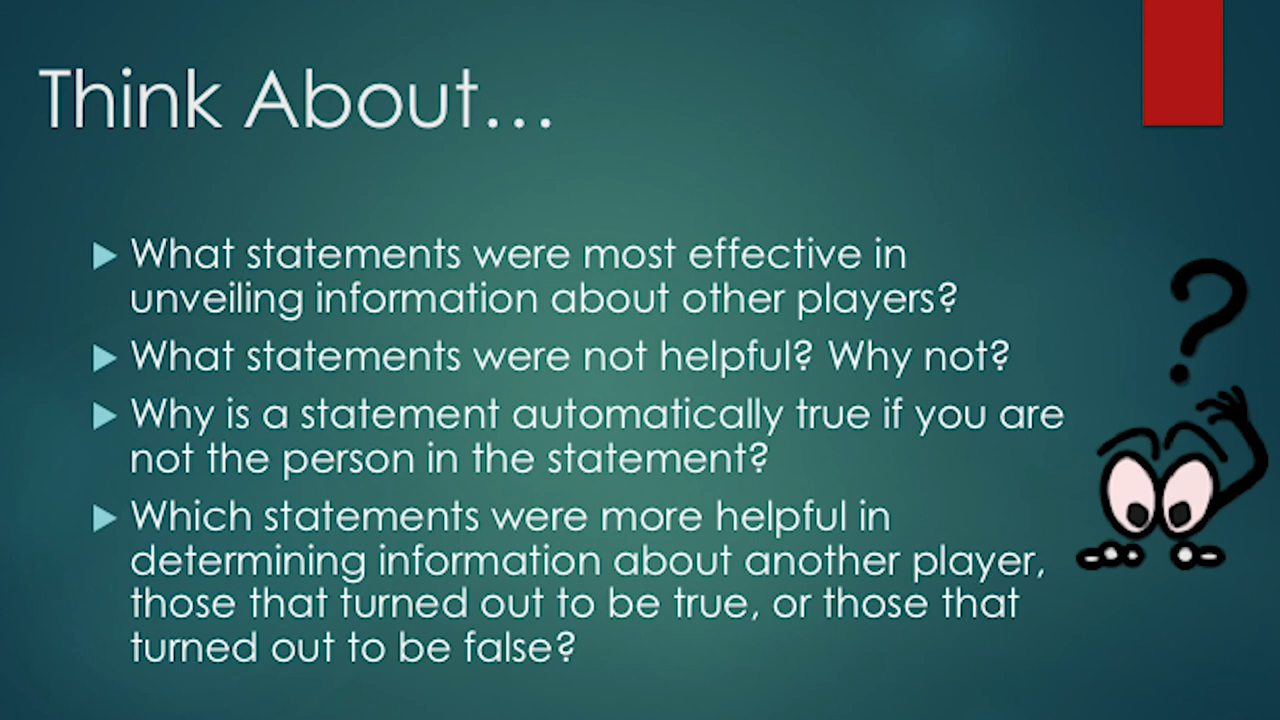 Think About...
What statements were most effective in
unveiling information about other players?
What statements were not helpful? Why not?
Why is a statement automatically true if you are
not the person in the statement?
Which statements were more helpful in
determining information about another player,
those that turned out to be true, or those that
turned out to be false?
?